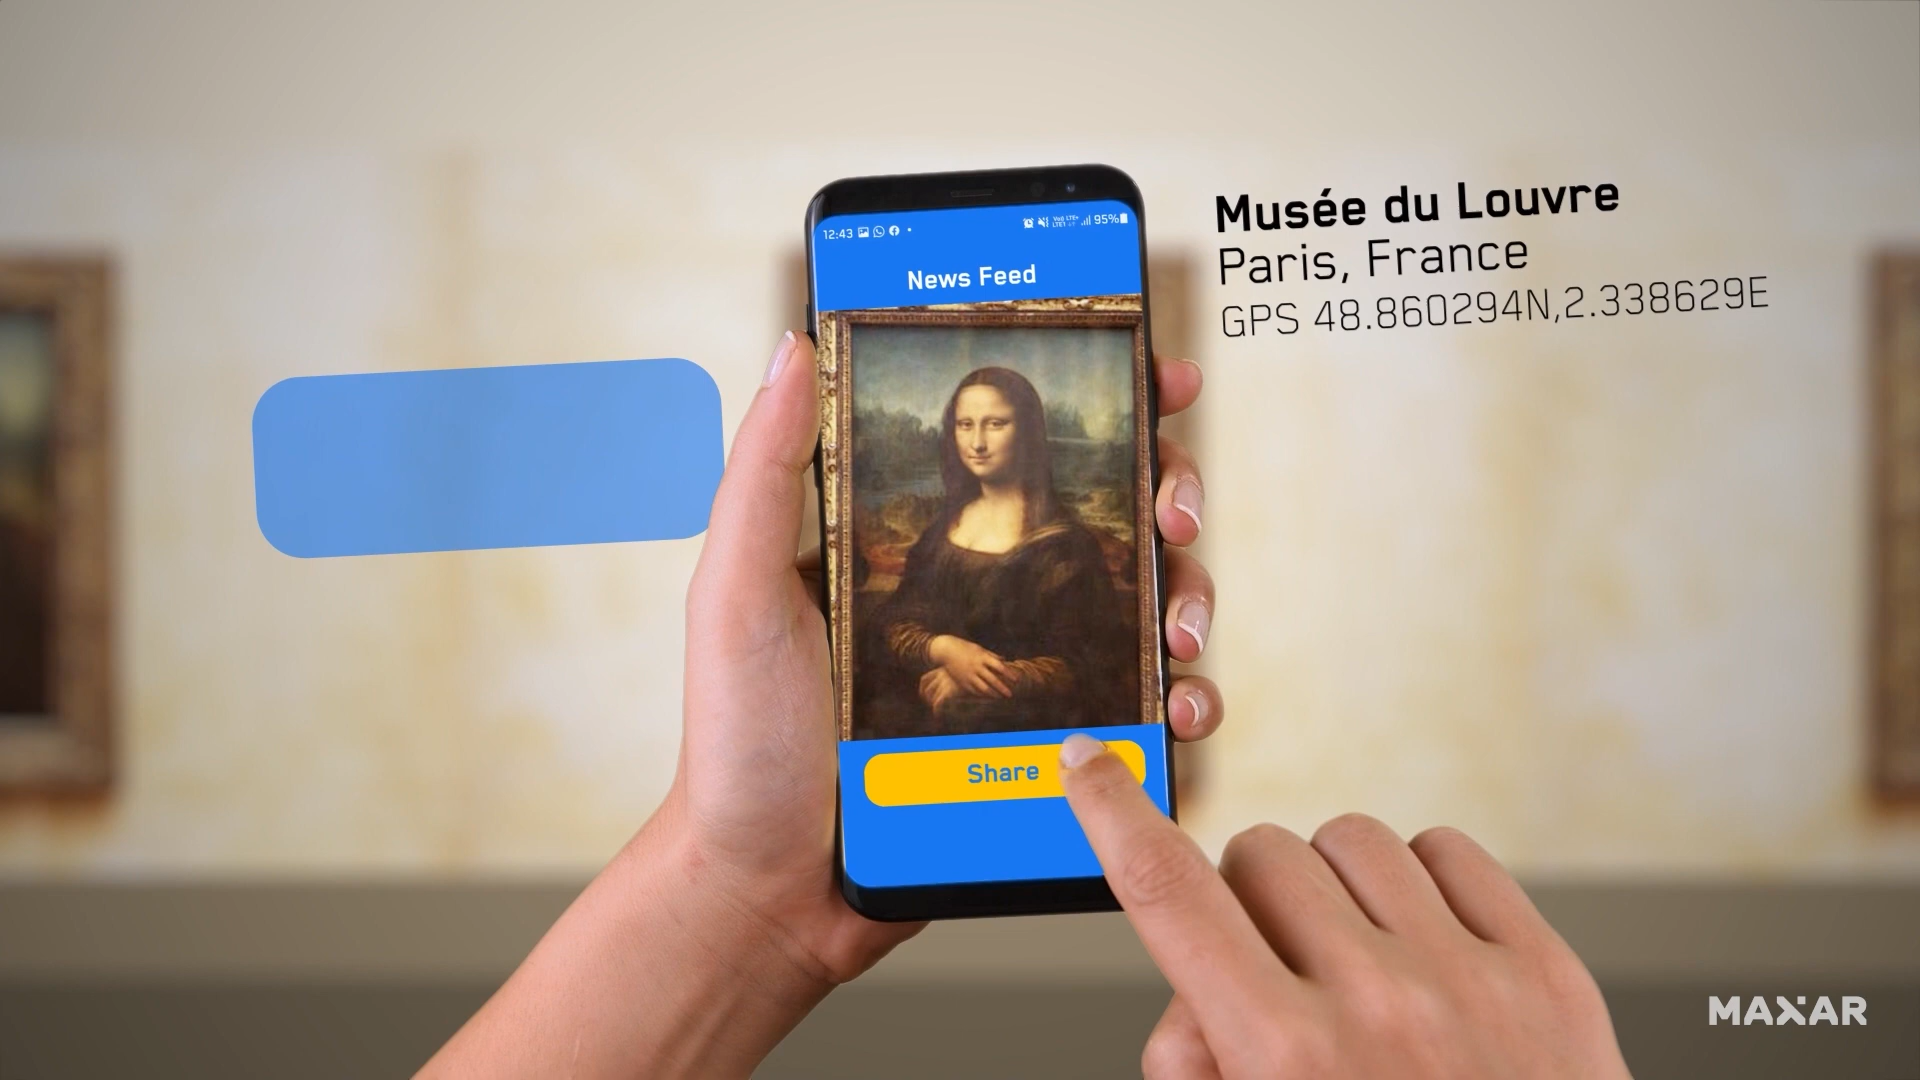 12:43 95%
News Feed
Share
Musée du Louvre
Paris, France
GPS 48.860294N,2.338629E
MAXAR